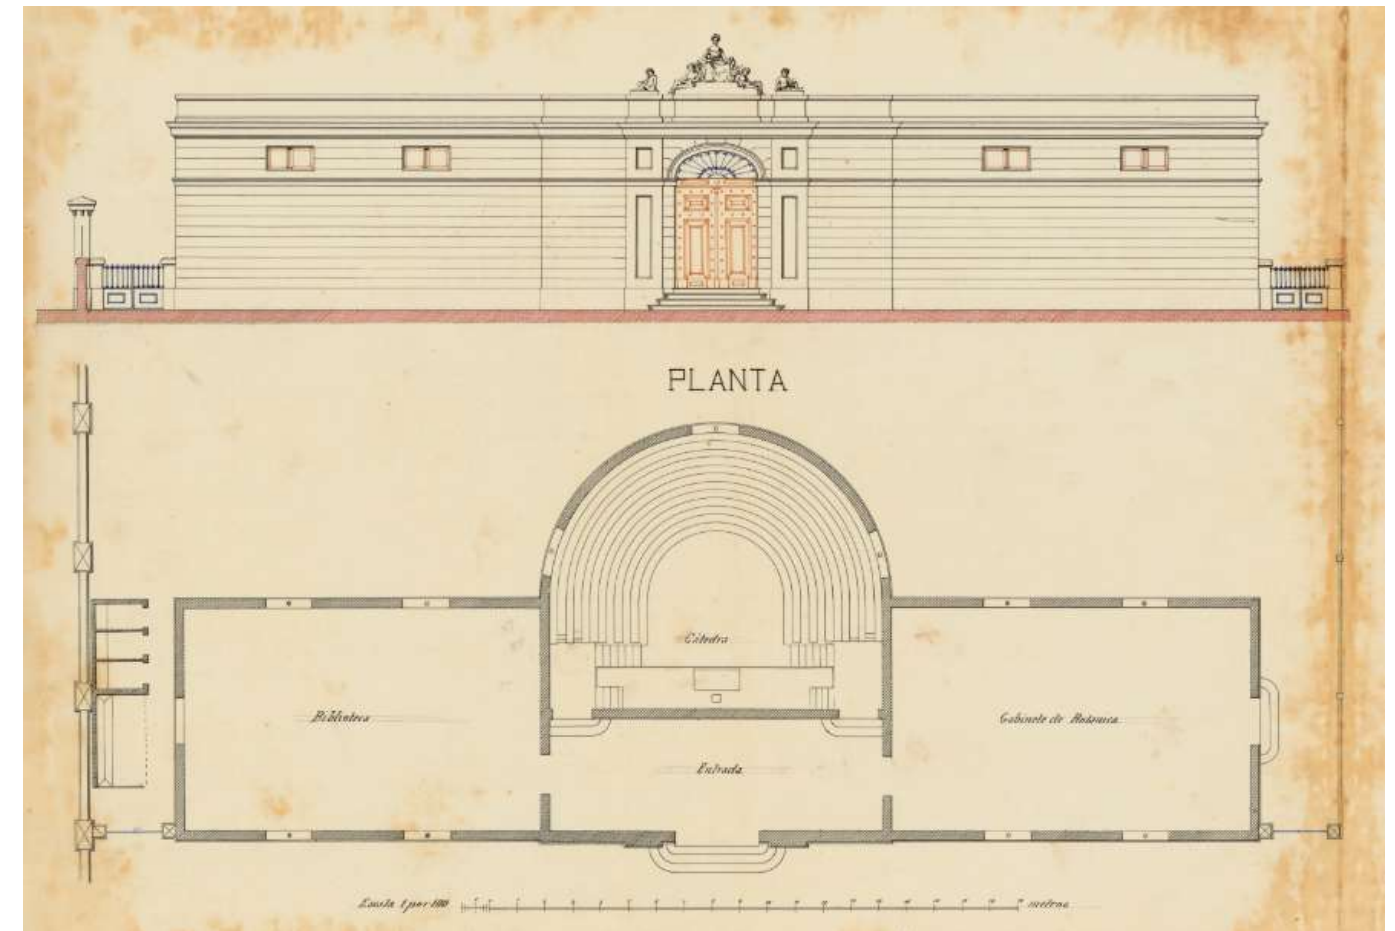 PLANTA
Cátedra
Biblioteca
Gabinete de Botanica
Entrada
Escala 1 por 100
metros